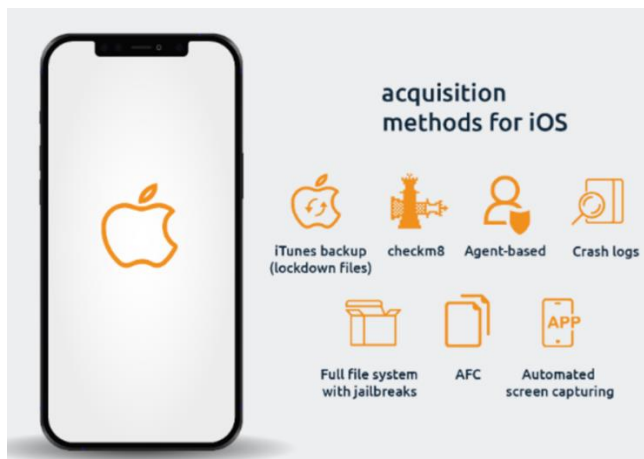 acquisition
methods for iOS
iTunes backup
(lockdown files)
checkm8
Agent-based
Crash logs
APP
Full file system
with jailbreaks
AFC
Automated
screen capturing